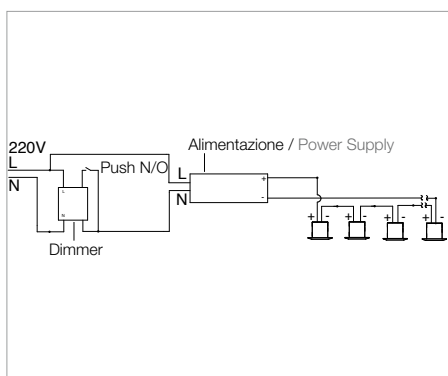 220V
L
N
Push N/O
Alimentazione / Power Supply
L
N
+
-
L
N
Dimmer
+ - + - + - + -